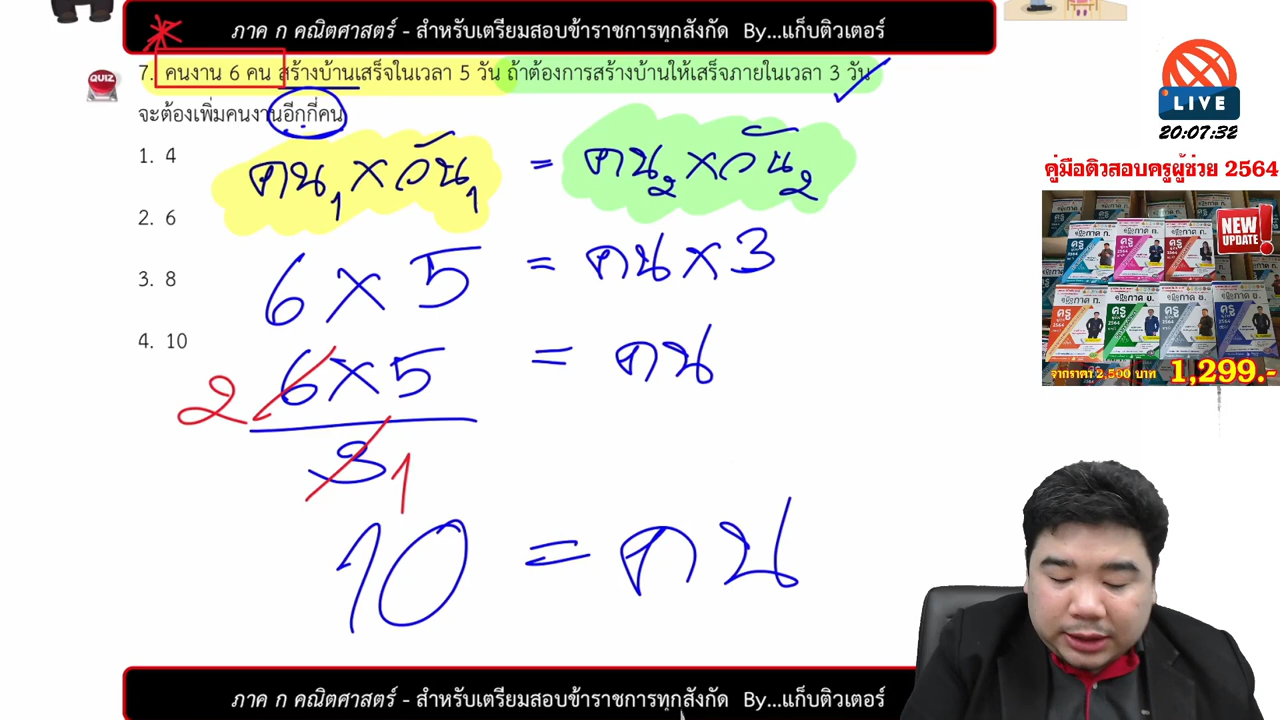 ภาค ก คณิตศาสตร์ - สำหรับเตรียมสอบข้าราชการทุกสังกัด By...แก็บติวเตอร์
QUIZ
7. คนงาน 6 คน สร้างบ้านเสร็จในเวลา 5 วัน ถ้าต้องการสร้างบ้านให้เสร็จภายในเวลา 3 วัน
จะต้องเพิ่มคนงานอีกกี่คน
1. 4
2. 6
3. 8
4. 10
คน₁ × วัน₁ = คน₂ × วัน₂
6 × 5 = คน × 3
2 6 × 5 = คน
3 1
10 = คน
LIVE
20:07:32
คู่มือติวสอบครูผู้ช่วย 2564
NEW
UPDATE
!
จากราคา 2,500 บาท 1,299.-
ภาค ก คณิตศาสตร์ - สำหรับเตรียมสอบข้าราชการทุกสังกัด By...แก็บติวเตอร์